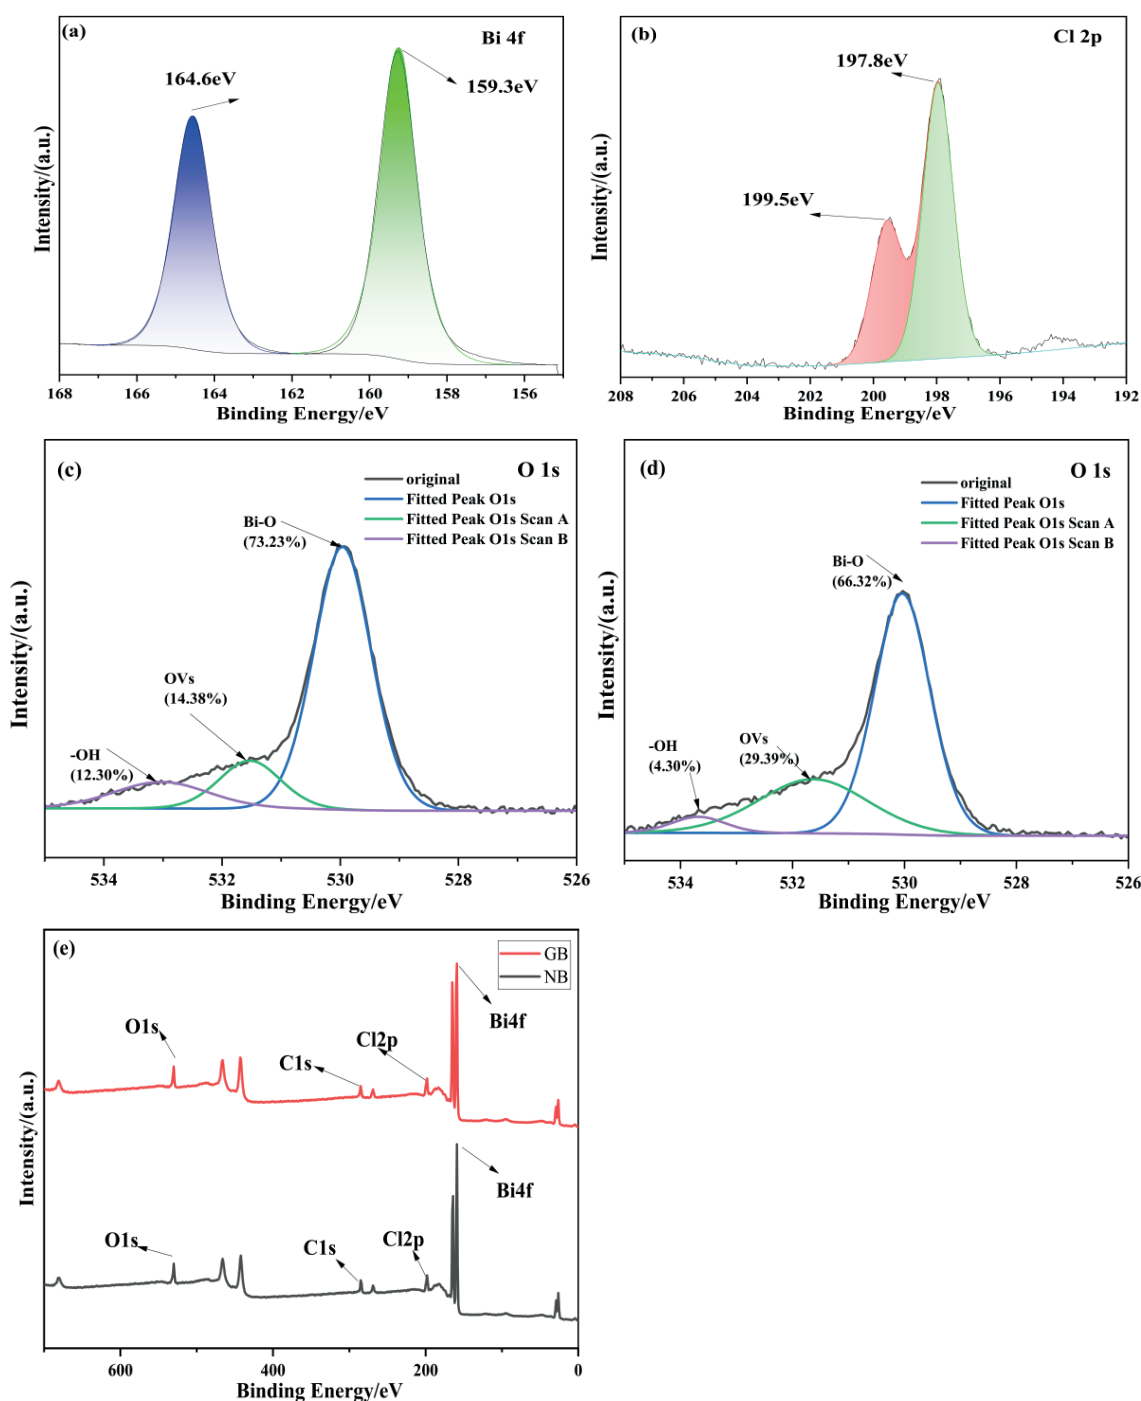 (a)
Bi 4f
164.6eV
159.3eV
Intensity/(a.u.)
168 166 164 162 160 158 156
Binding Energy/eV
(b)
Cl 2p
197.8eV
199.5eV
Intensity/(a.u.)
208 206 204 202 200 198 196 194 192
Binding Energy/eV
(c)
O 1s
original
Fitted Peak O1s
Fitted Peak O1s Scan A
Fitted Peak O1s Scan B
Bi-O
(73.23%)
OVs
(14.38%)
-OH
(12.30%)
Intensity/(a.u.)
534 532 530 528 526
Binding Energy/eV
(d)
O 1s
original
Fitted Peak O1s
Fitted Peak O1s Scan A
Fitted Peak O1s Scan B
Bi-O
(66.32%)
OVs
(29.39%)
-OH
(4.30%)
Intensity/(a.u.)
534 532 530 528 526
Binding Energy/eV
(e)
GB
NB
O1s
C1s
Cl2p
Bi4f
O1s
C1s
Cl2p
Bi4f
Intensity/(a.u.)
600 400 200 0
Binding Energy/eV